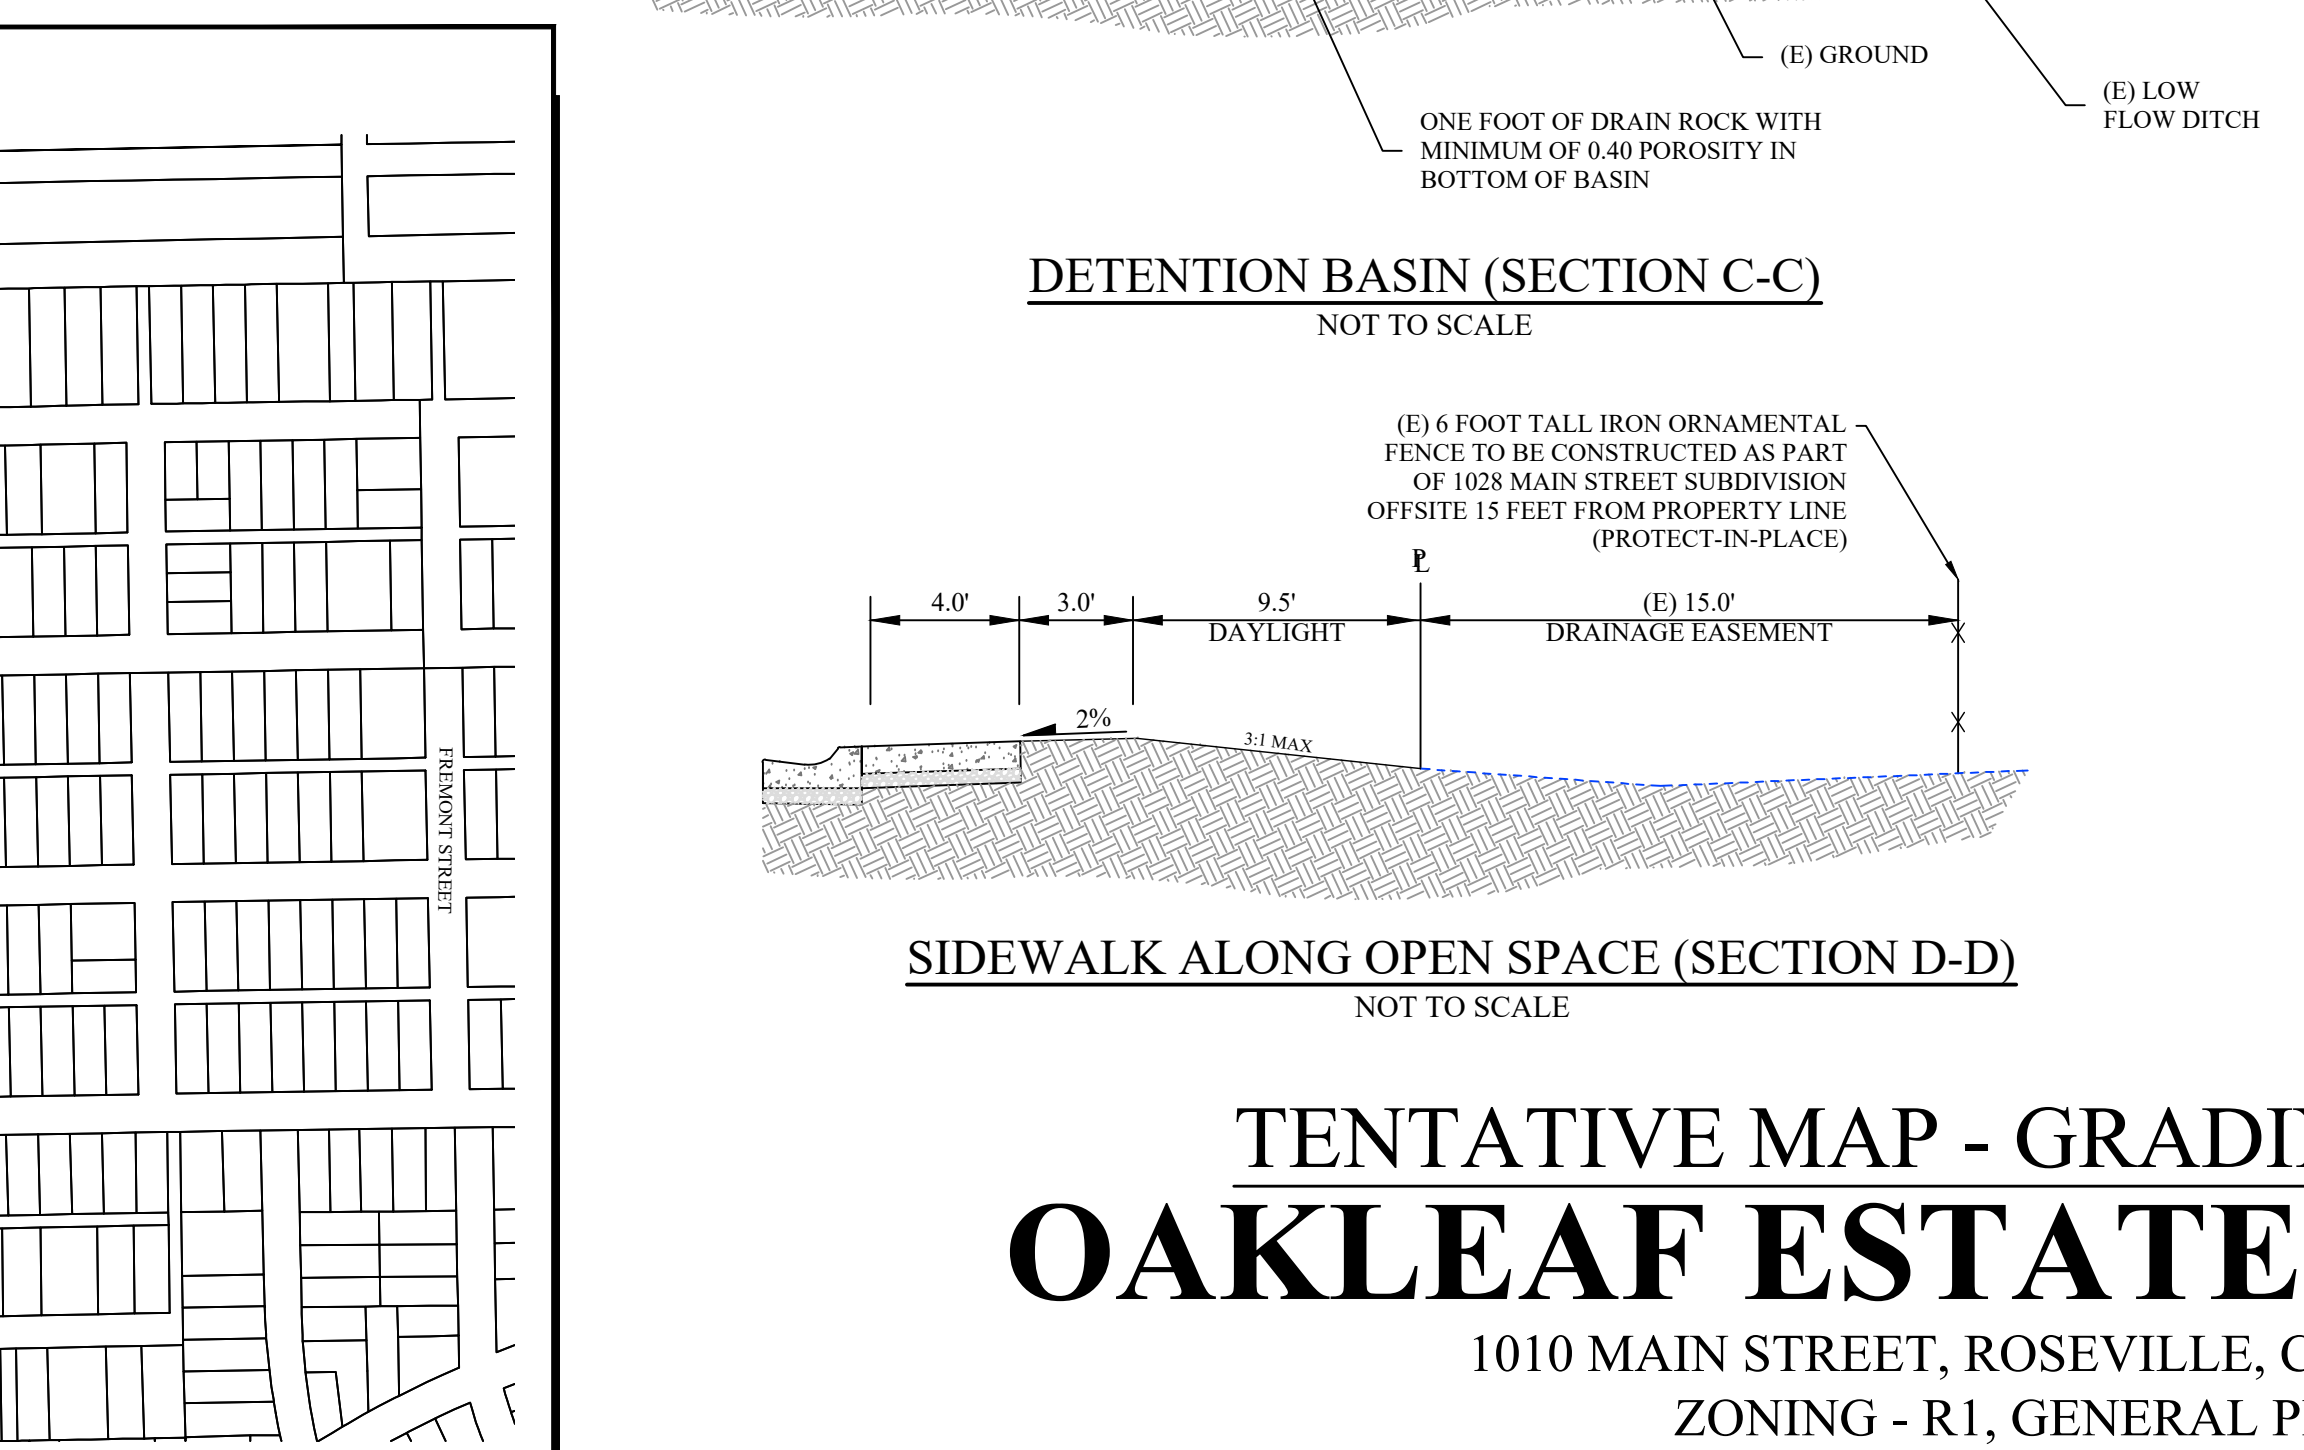 (E) GROUND
(E) LOW
FLOW DITCH
ONE FOOT OF DRAIN ROCK WITH
MINIMUM OF 0.40 POROSITY IN
BOTTOM OF BASIN
DETENTION BASIN (SECTION C-C)
NOT TO SCALE
(E) 6 FOOT TALL IRON ORNAMENTAL
FENCE TO BE CONSTRUCTED AS PART
OF 1028 MAIN STREET SUBDIVISION
OFFSITE 15 FEET FROM PROPERTY LINE
(PROTECT-IN-PLACE)
PL
4.0'
3.0'
9.5'
DAYLIGHT
(E) 15.0'
DRAINAGE EASEMENT
2%
3:1 MAX
FREMONT STREET
SIDEWALK ALONG OPEN SPACE (SECTION D-D)
NOT TO SCALE
TENTATIVE MAP - GRADI
OAKLEAF ESTATE
1010 MAIN STREET, ROSEVILLE, C
ZONING - R1, GENERAL P